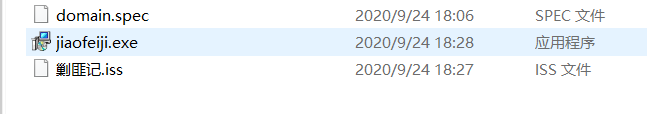 domain.spec 2020/9/24 18:06 SPEC 文件
jiaofeiji.exe 2020/9/24 18:28 应用程序
剿匪记.iss 2020/9/24 18:27 ISS 文件